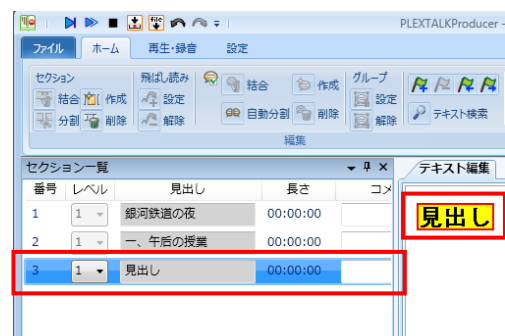 PLEXTALKProducer -
ファイル ホーム 再生・録音 設定
セクション 飛ばし読み グループ
結合 作成 設定 結合 作成 設定
分割 削除 解除 自動分割 削除 解除 テキスト検索
編集
セクション一覧 テキスト編集
番号 レベル 見出し 長さ コメ
1 1 銀河鉄道の夜 00:00:00
見出し
2 1 一、午后の授業 00:00:00
3 1 見出し 00:00:00